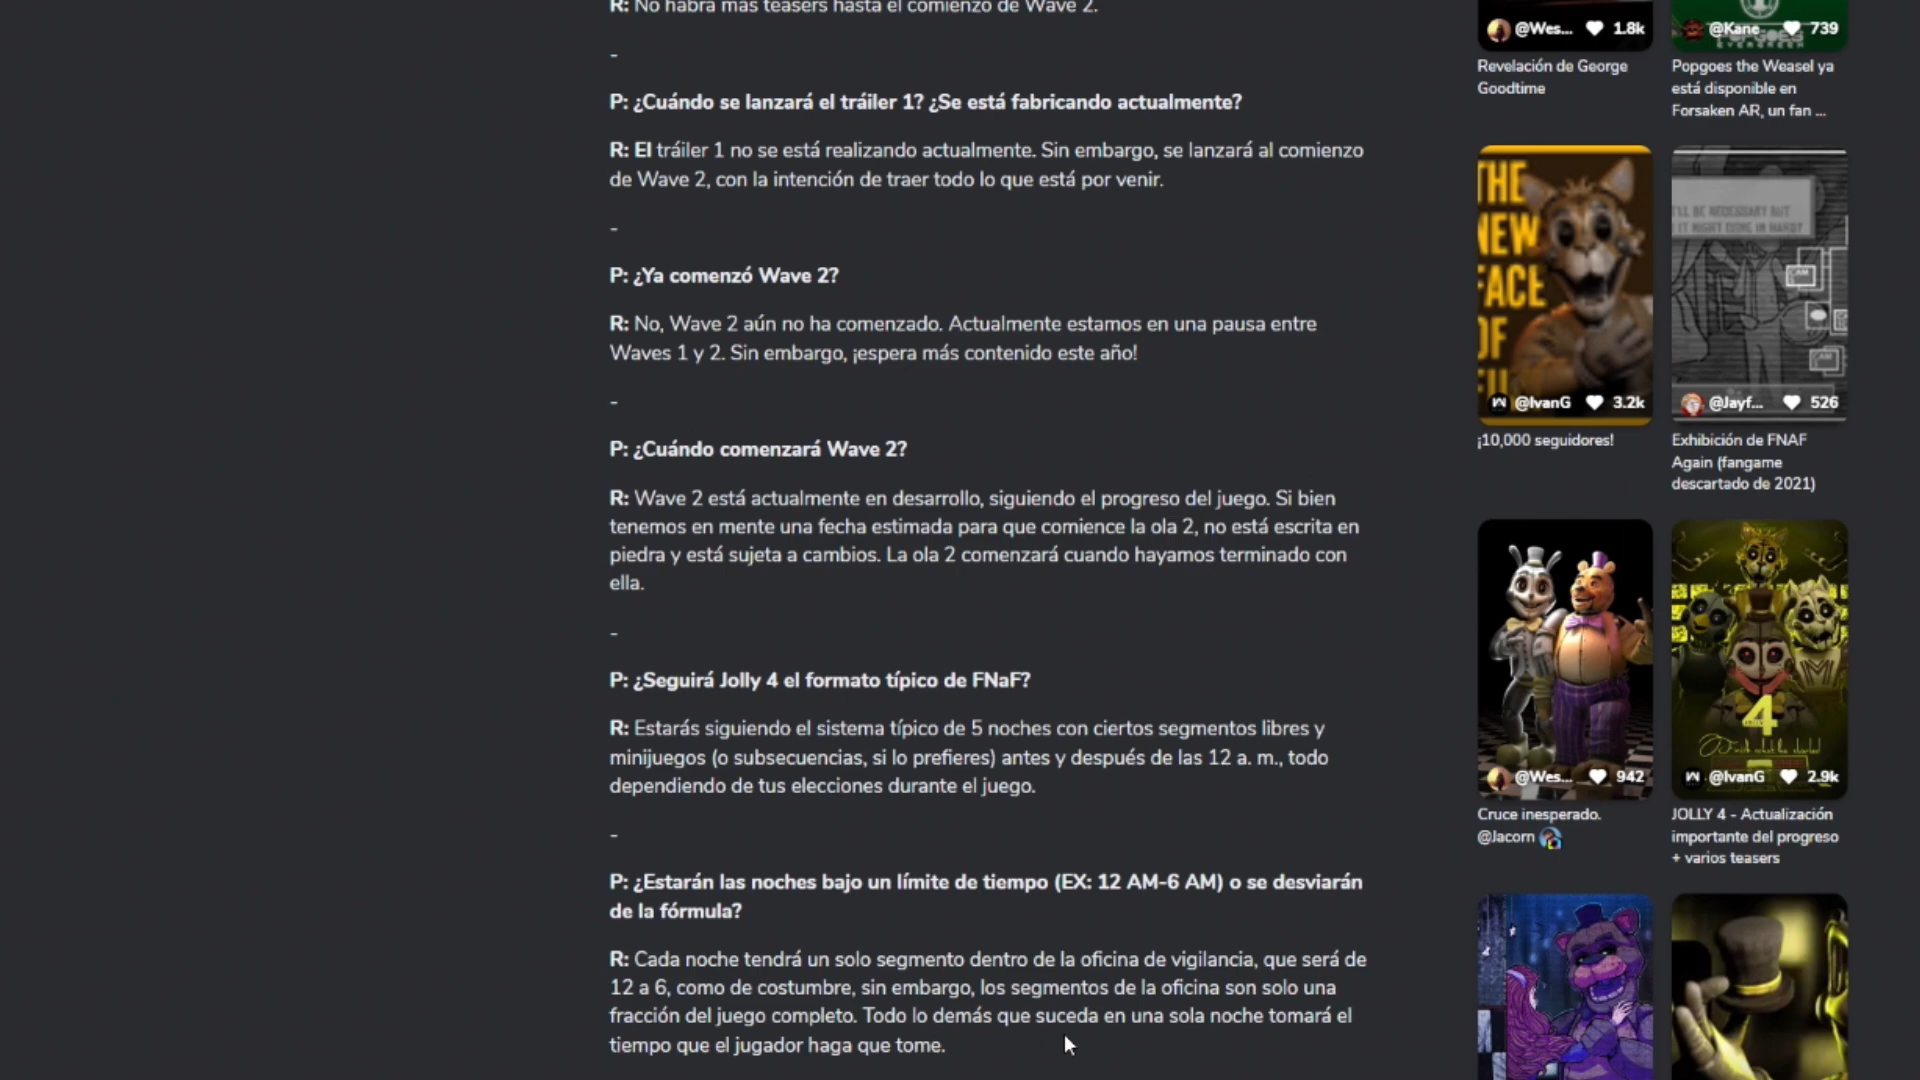 R: No habrá más teasers hasta el comienzo de Wave 2.
-
P: ¿Cuándo se lanzará el tráiler 1? ¿Se está fabricando actualmente?
R: El tráiler 1 no se está realizando actualmente. Sin embargo, se lanzará al comienzo
de Wave 2, con la intención de traer todo lo que está por venir.
-
P: ¿Ya comenzó Wave 2?
R: No, Wave 2 aún no ha comenzado. Actualmente estamos en una pausa entre
Waves 1 y 2. Sin embargo, ¡espera más contenido este año!
-
P: ¿Cuándo comenzará Wave 2?
R: Wave 2 está actualmente en desarrollo, siguiendo el progreso del juego. Si bien
tenemos en mente una fecha estimada para que comience la ola 2, no está escrita en
piedra y está sujeta a cambios. La ola 2 comenzará cuando hayamos terminado con
ella.
-
P: ¿Seguirá Jolly 4 el formato típico de FNaF?
R: Estarás siguiendo el sistema típico de 5 noches con ciertos segmentos libres y
minijuegos (o subsecuencias, si lo prefieres) antes y después de las 12 a. m., todo
dependiendo de tus elecciones durante el juego.
-
P: ¿Estarán las noches bajo un límite de tiempo (EX: 12 AM-6 AM) o se desviarán
de la fórmula?
R: Cada noche tendrá un solo segmento dentro de la oficina de vigilancia, que será de
12 a 6, como de costumbre, sin embargo, los segmentos de la oficina son solo una
fracción del juego completo. Todo lo demás que suceda en una sola noche tomará el
tiempo que el jugador haga que tome.
@Wes... 1.8k
Revelación de George
Goodtime
POPGOES
EVERGREEN
@Kane 739
Popgoes the Weasel ya
está disponible en
Forsaken AR, un fan ...
THE
NEW
FACE
OF
@IvanG 3.2k
¡10,000 seguidores!
CAM
CAM
@Jayf... 526
Exhibición de FNAF
Again (fangame
descartado de 2021)
@Wes... 942
Cruce inesperado.
@Jacorn
4
@IvanG 2.9k
JOLLY 4 - Actualización
importante del progreso
+ varios teasers